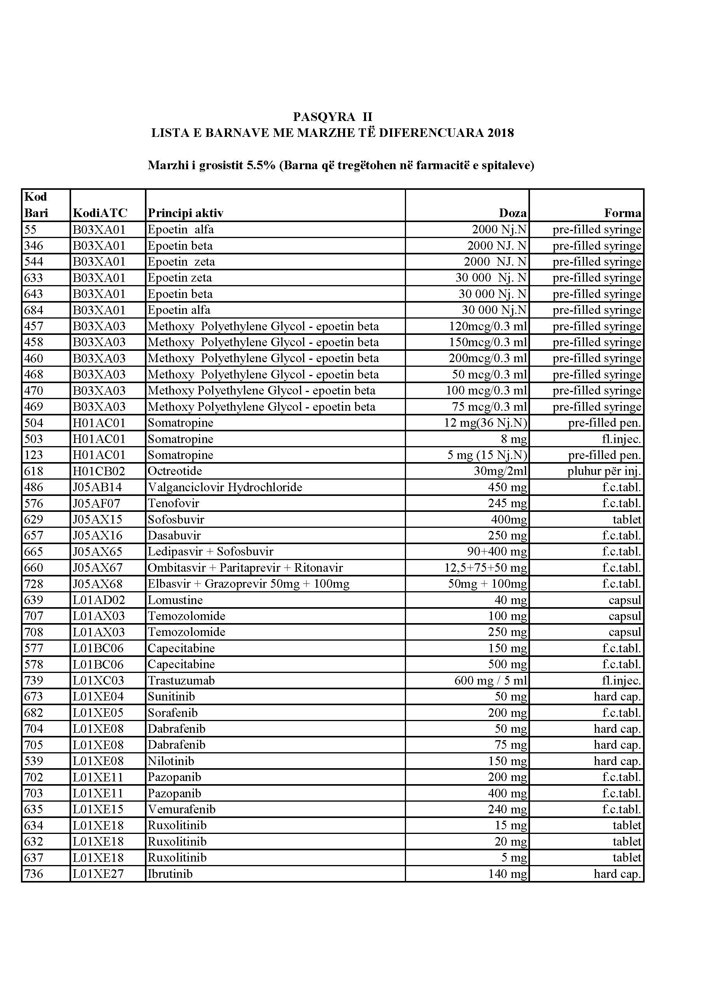 PASQYRA  II
LISTA E BARNAVE ME MARZHE TË DIFERENCUARA 2018
Marzhi i grosistit 5.5% (Barna që tregëtohen në farmacitë e spitaleve)
Kod Bari KodiATC Principi aktiv Doza Forma
55 B03XA01 Epoetin  alfa 2000 Nj.N pre-filled syringe
346 B03XA01 Epoetin beta 2000 NJ. N pre-filled syringe
544 B03XA01 Epoetin  zeta 2000  NJ. N pre-filled syringe
633 B03XA01 Epoetin zeta 30 000  Nj. N pre-filled syringe
643 B03XA01 Epoetin beta 30 000 Nj. N pre-filled syringe
684 B03XA01 Epoetin alfa 30 000 Nj.N pre-filled syringe
457 B03XA03 Methoxy  Polyethylene Glycol - epoetin beta 120mcg/0.3 ml pre-filled syringe
458 B03XA03 Methoxy  Polyethylene Glycol - epoetin beta 150mcg/0.3 ml pre-filled syringe
460 B03XA03 Methoxy  Polyethylene Glycol - epoetin beta 200mcg/0.3 ml pre-filled syringe
468 B03XA03 Methoxy  Polyethylene Glycol - epoetin beta 50 mcg/0.3 ml pre-filled syringe
470 B03XA03 Methoxy Polyethylene Glycol - epoetin beta 100 mcg/0.3 ml pre-filled syringe
469 B03XA03 Methoxy Polyethylene Glycol - epoetin beta 75 mcg/0.3 ml pre-filled syringe
504 H01AC01 Somatropine 12 mg(36 Nj.N) pre-filled pen.
503 H01AC01 Somatropine 8 mg fl.injec.
123 H01AC01 Somatropine 5 mg (15 Nj.N) pre-filled pen.
618 H01CB02 Octreotide 30mg/2ml pluhur për inj.
486 J05AB14 Valganciclovir Hydrochloride 450 mg f.c.tabl.
576 J05AF07 Tenofovir 245 mg f.c.tabl.
629 J05AX15 Sofosbuvir 400mg tablet
657 J05AX16 Dasabuvir 250 mg f.c.tabl.
665 J05AX65 Ledipasvir + Sofosbuvir 90+400 mg f.c.tabl.
660 J05AX67 Ombitasvir + Paritaprevir + Ritonavir 12,5+75+50 mg f.c.tabl.
728 J05AX68 Elbasvir + Grazoprevir 50mg + 100mg 50mg + 100mg f.c.tabl.
639 L01AD02 Lomustine 40 mg capsul
707 L01AX03 Temozolomide 100 mg capsul
708 L01AX03 Temozolomide 250 mg capsul
577 L01BC06 Capecitabine 150 mg f.c.tabl.
578 L01BC06 Capecitabine 500 mg f.c.tabl.
739 L01XC03 Trastuzumab 600 mg / 5 ml fl.injec.
673 L01XE04 Sunitinib 50 mg hard cap.
682 L01XE05 Sorafenib 200 mg f.c.tabl.
704 L01XE08 Dabrafenib 50 mg hard cap.
705 L01XE08 Dabrafenib 75 mg hard cap.
539 L01XE08 Nilotinib 150 mg hard cap.
702 L01XE11 Pazopanib 200 mg f.c.tabl.
703 L01XE11 Pazopanib 400 mg f.c.tabl.
635 L01XE15 Vemurafenib 240 mg f.c.tabl.
634 L01XE18 Ruxolitinib 15 mg tablet
632 L01XE18 Ruxolitinib 20 mg tablet
637 L01XE18 Ruxolitinib 5 mg tablet
736 L01XE27 Ibrutinib 140 mg hard cap.